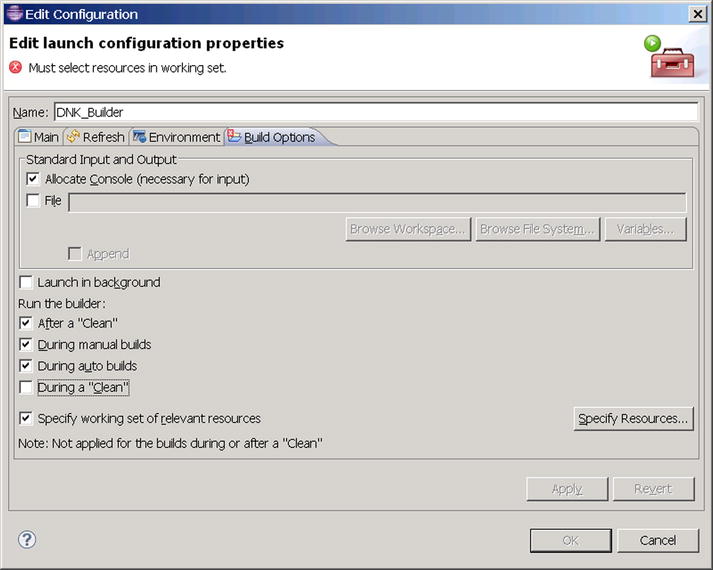 Edit Configuration
Edit launch configuration properties
Must select resources in working set.
Name: DNK_Builder
Main Refresh Environment Build Options
Standard Input and Output
Allocate Console (necessary for input)
File
Browse Workspace... Browse File System... Variables...
Append
Launch in background
Run the builder:
After a "Clean"
During manual builds
During auto builds
During a "Clean"
Specify working set of relevant resources Specify Resources...
Note: Not applied for the builds during or after a "Clean"
Apply Revert
OK Cancel